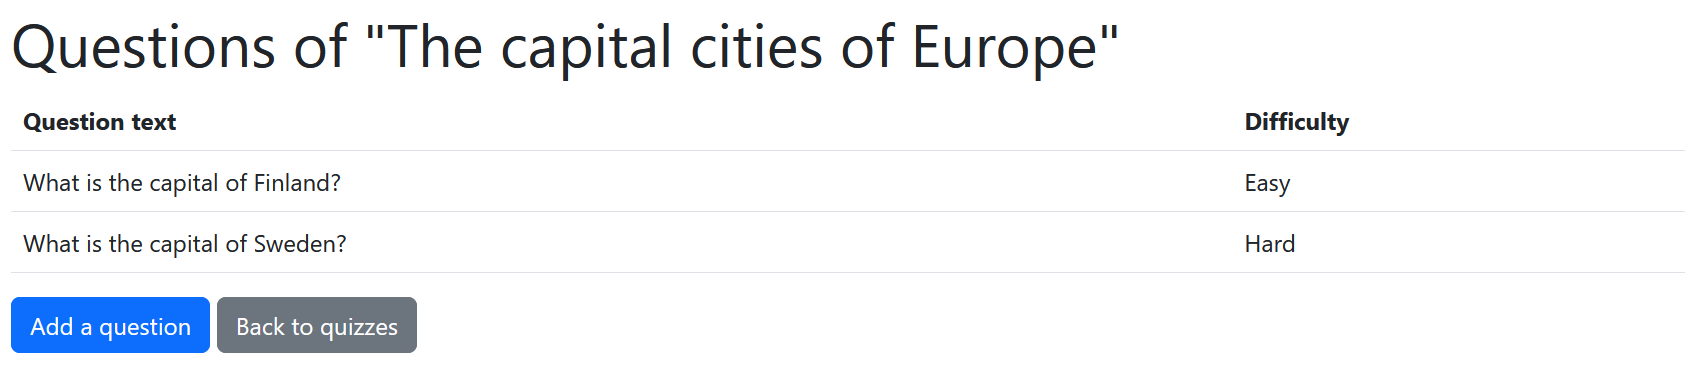 Questions of "The capital cities of Europe"
Question text Difficulty
What is the capital of Finland? Easy
What is the capital of Sweden? Hard
Add a question Back to quizzes